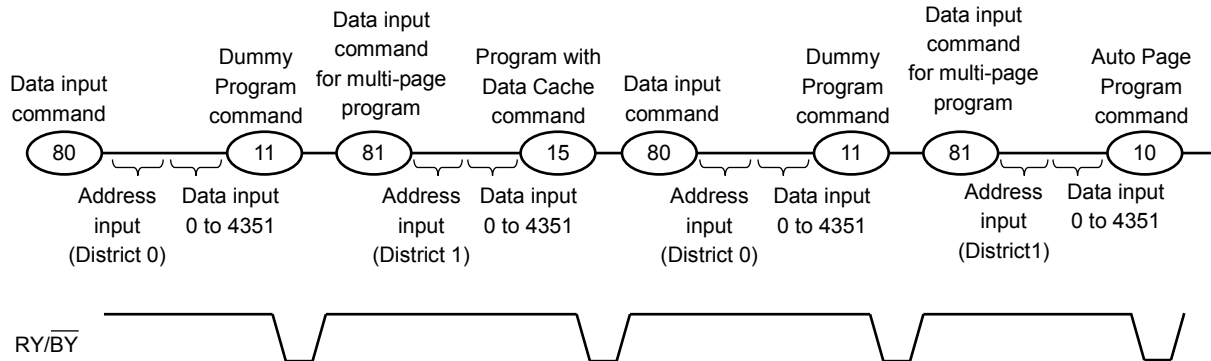 Data input
command
Dummy
Program
command
Data input
command
for multi-page
program
Program with
Data Cache
command
Data input
command
Dummy
Program
command
Data input
command
for multi-page
program
Auto Page
Program
command
80
11
81
15
80
11
81
10
Address
input
(District 0)
Data input
0 to 4351
Address
input
(District 1)
Data input
0 to 4351
Address
input
(District 0)
Data input
0 to 4351
Address
input
(District1)
Data input
0 to 4351
RY/B̅Y̅